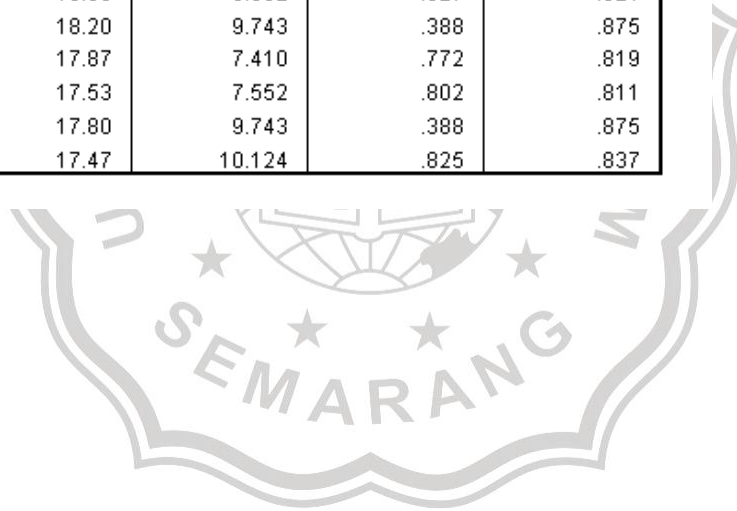 18.20 9.743 .388 .875
17.87 7.410 .772 .819
17.53 7.552 .802 .811
17.80 9.743 .388 .875
17.47 10.124 .825 .837
SEMARANG